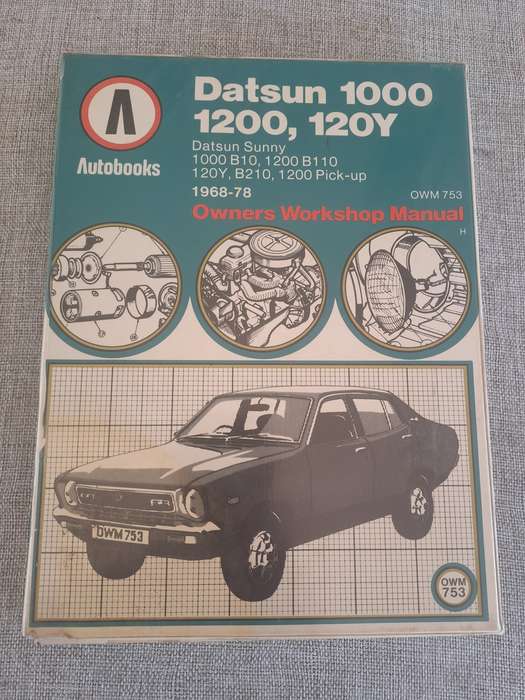 Autobooks
Datsun 1000
1200, 120Y
Datsun Sunny
1000 B10, 1200 B110
120Y, B210, 1200 Pick-up
1968-78
OWM 753
Owners Workshop Manual
H
OWM 753
OWM
753